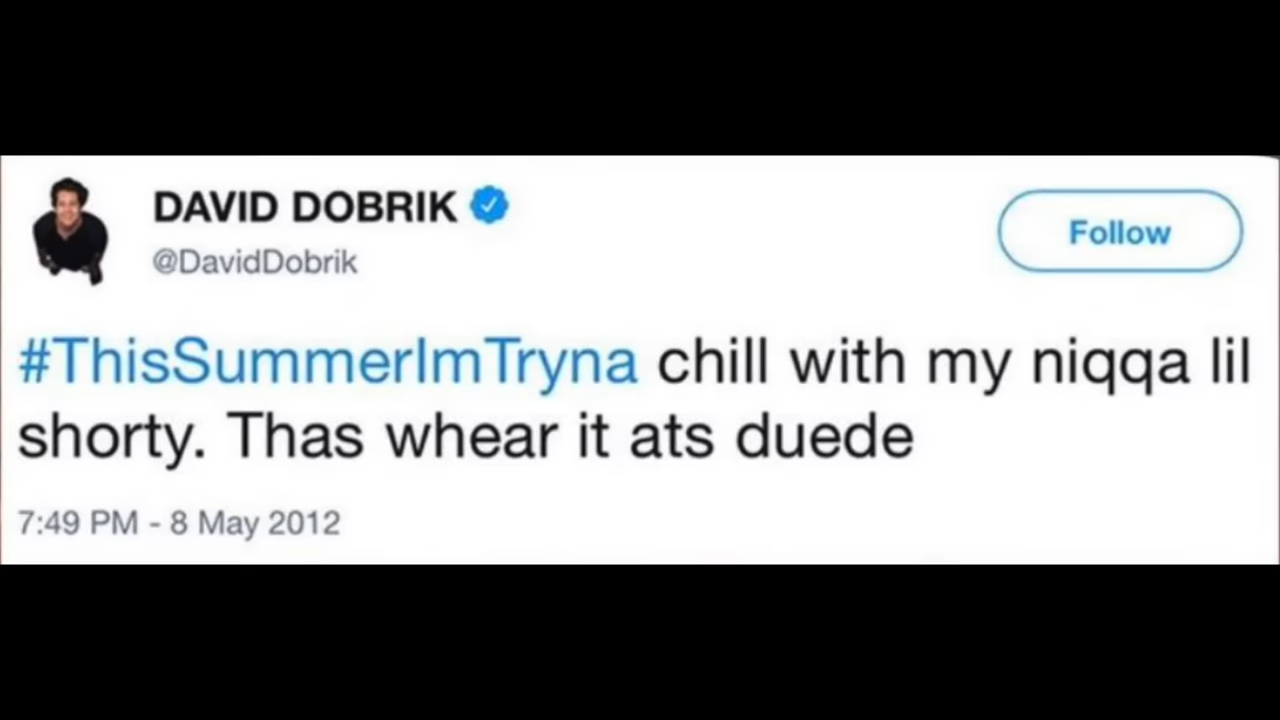 DAVID DOBRIK
@DavidDobrik
Follow
#ThisSummerImTryna chill with my niqqa lil
shorty. Thas whear it ats duede
7:49 PM - 8 May 2012